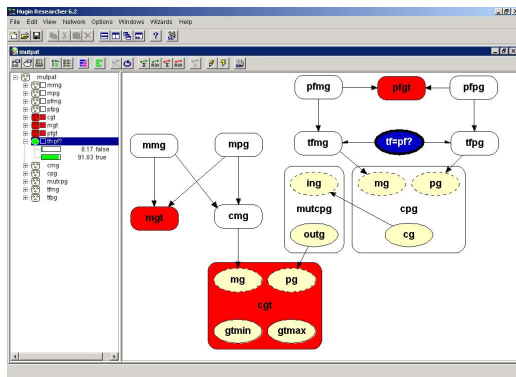 Hugin Researcher 6.2
File Edit View Network Options Windows Wizards Help
mutpat
mutpat
mmg
mpg
pfmg
pfpg
cgt
mgt
pfgt
tf=pf?
8.17 false
91.83 true
cmg
cpg
mutcpg
tfmg
tfpg
pfmg pfgt pfpg
tfmg tf=pf? tfpg
mmg mpg
ing mg pg
mutcpg cpg
mgt cmg outg cg
mg pg
cgt
gtmin gtmax